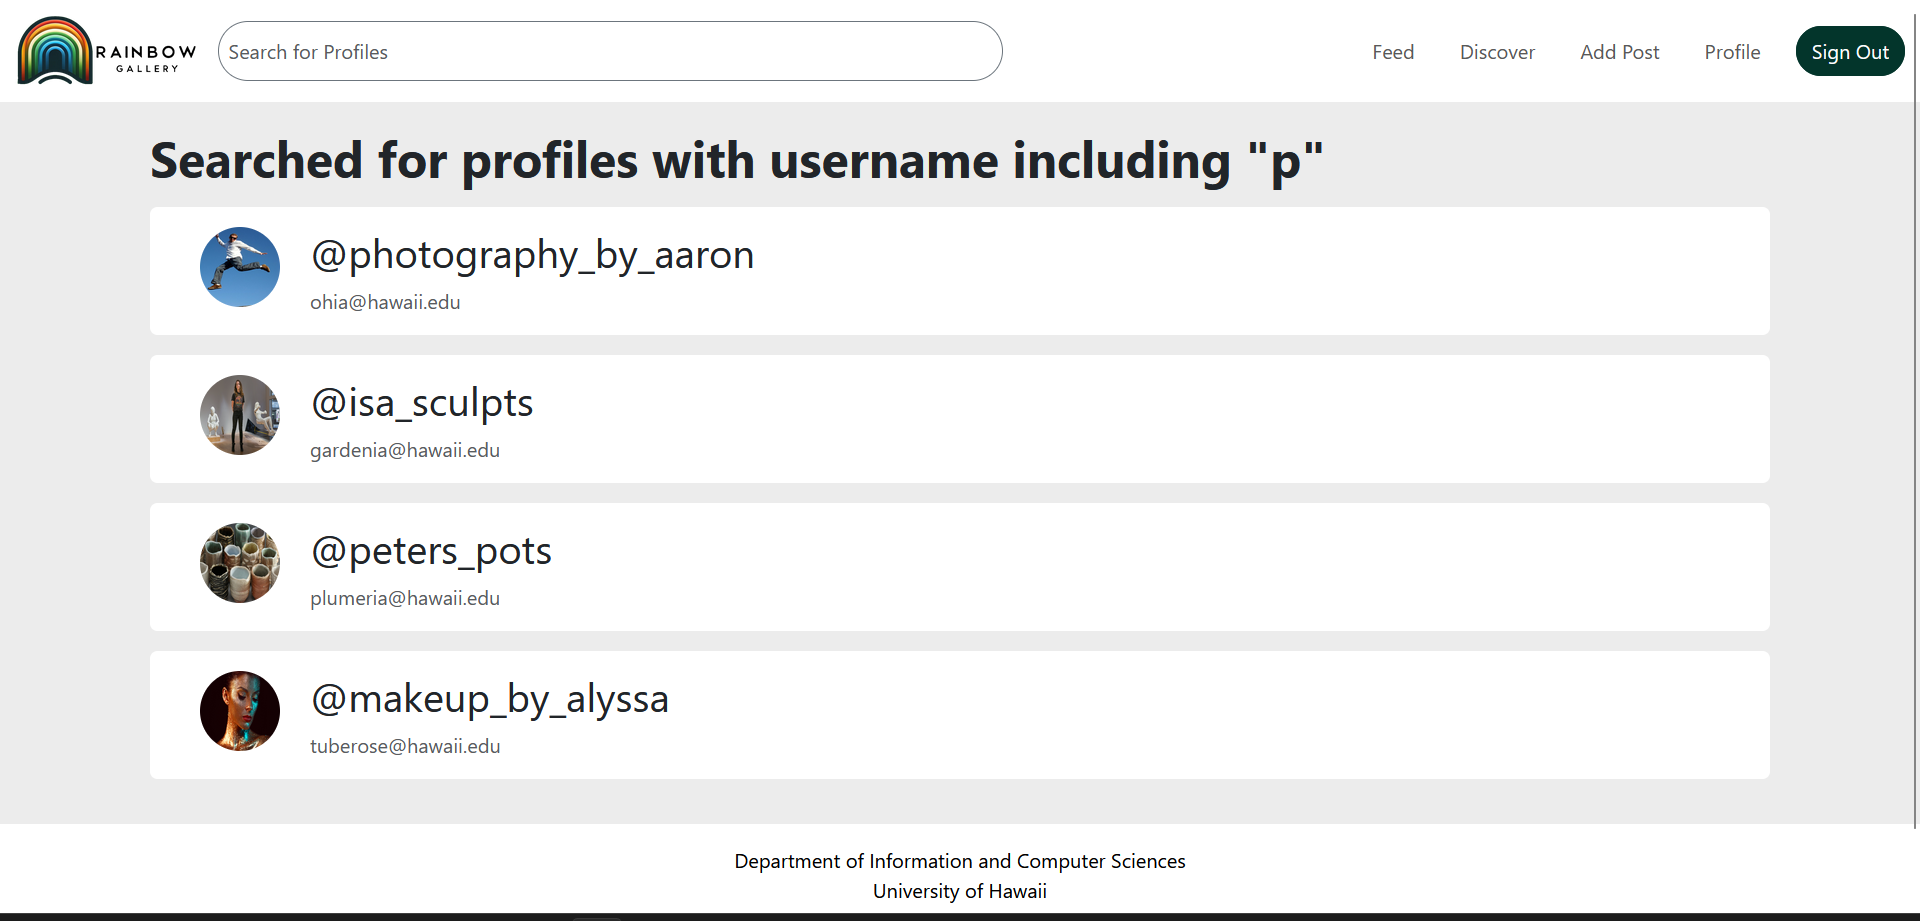 RAINBOW
GALLERY
Search for Profiles
Feed
Discover
Add Post
Profile
Sign Out
Searched for profiles with username including "p"
@photography_by_aaron
ohia@hawaii.edu
@isa_sculpts
gardenia@hawaii.edu
@peters_pots
plumeria@hawaii.edu
@makeup_by_alyssa
tuberose@hawaii.edu
Department of Information and Computer Sciences
University of Hawaii